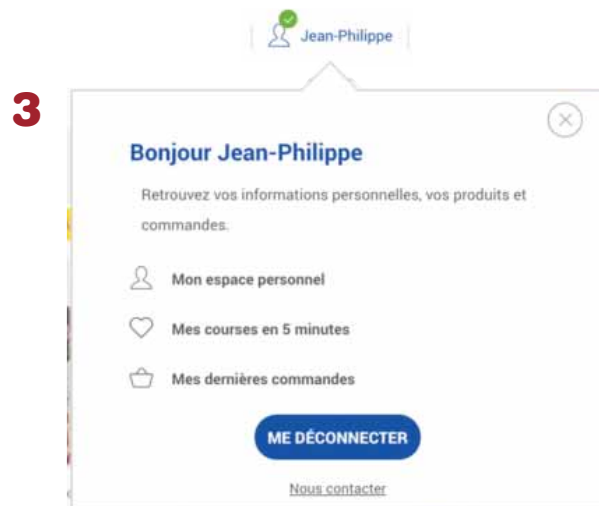 Jean-Philippe
3
Bonjour Jean-Philippe
Retrouvez vos informations personnelles, vos produits et
commandes.
Mon espace personnel
Mes courses en 5 minutes
Mes dernières commandes
ME DÉCONNECTER
Nous contacter